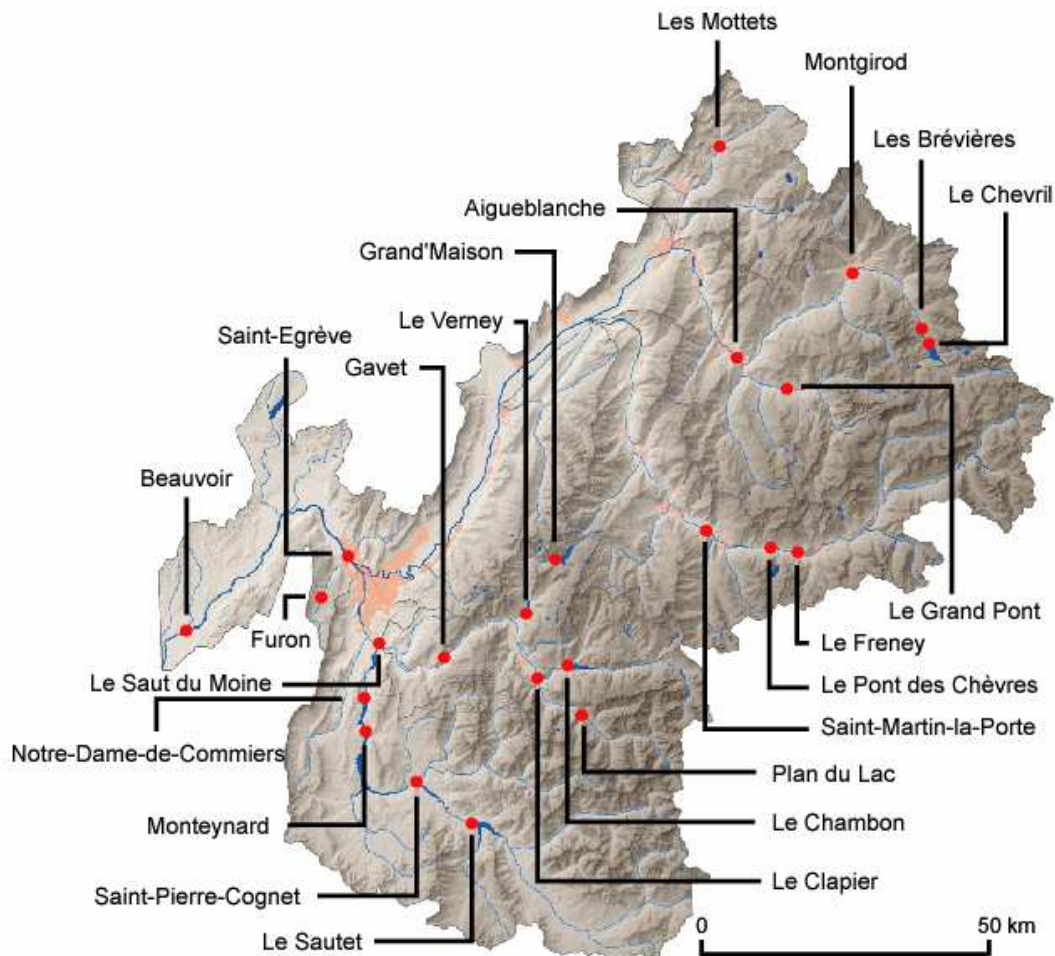 Les Mottets
Montgirod
Les Brévières
Le Chevril
Aigueblanche
Grand'Maison
Le Verney
Saint-Egrève
Gavet
Beauvoir
Furon
Le Grand Pont
Le Freney
Le Saut du Moine
Le Pont des Chèvres
Saint-Martin-la-Porte
Notre-Dame-de-Commiers
Plan du Lac
Monteynard
Le Chambon
Le Clapier
Saint-Pierre-Cognet
Le Sautet
0
50 km